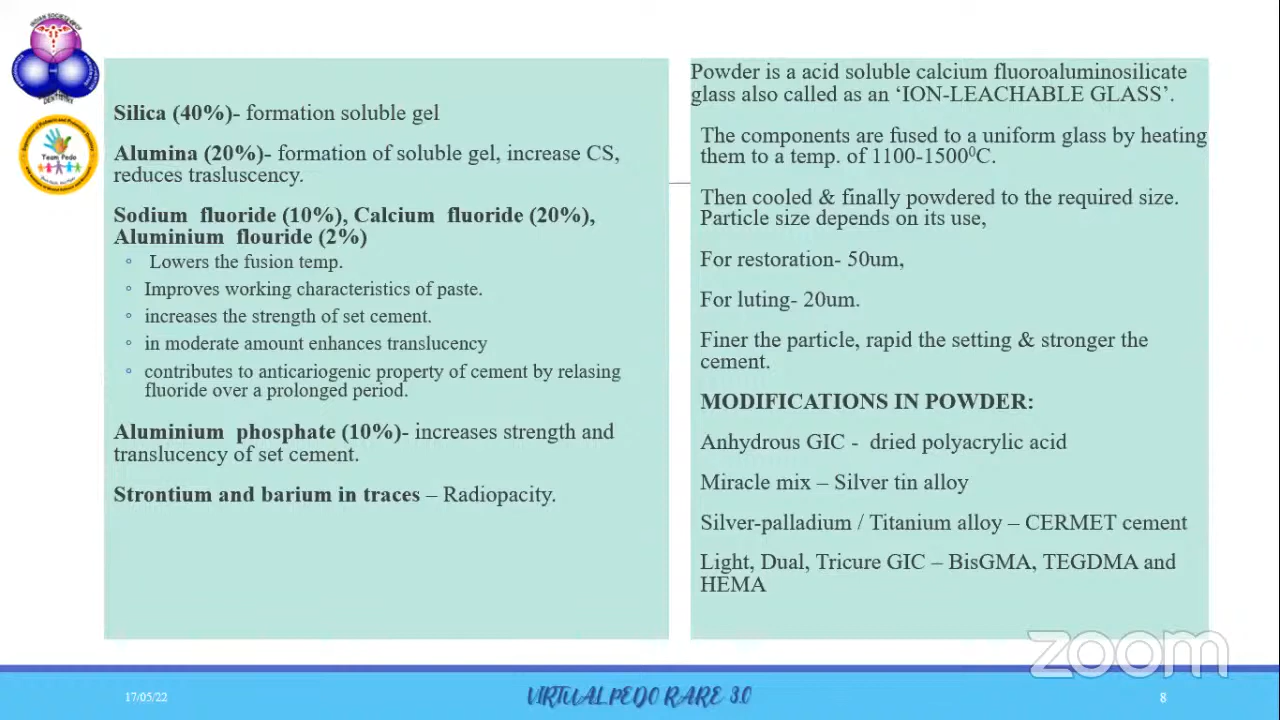 INDIAN SOCIETY OF
DENTISTRY
Team Pedo
Silica (40%)- formation soluble gel
Alumina (20%)- formation of soluble gel, increase CS,
reduces trasluscency.
Sodium fluoride (10%), Calcium fluoride (20%),
Aluminium flouride (2%)
° Lowers the fusion temp.
° Improves working characteristics of paste.
° increases the strength of set cement.
° in moderate amount enhances translucency
° contributes to anticariogenic property of cement by relasing
fluoride over a prolonged period.
Aluminium phosphate (10%)- increases strength and
translucency of set cement.
Strontium and barium in traces – Radiopacity.
Powder is a acid soluble calcium fluoroaluminosilicate
glass also called as an ‘ION-LEACHABLE GLASS’.
The components are fused to a uniform glass by heating
them to a temp. of 1100-1500⁰C.
Then cooled & finally powdered to the required size.
Particle size depends on its use,
For restoration- 50um,
For luting- 20um.
Finer the particle, rapid the setting & stronger the
cement.
MODIFICATIONS IN POWDER:
Anhydrous GIC - dried polyacrylic acid
Miracle mix – Silver tin alloy
Silver-palladium / Titanium alloy – CERMET cement
Light, Dual, Tricure GIC – BisGMA, TEGDMA and
HEMA
zoom
17/05/22
VIRTUAL PEDO RARE 3.0
8